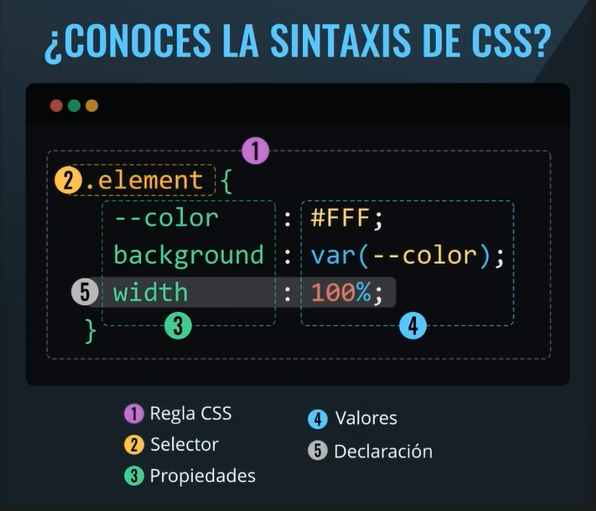 ¿CONOCES LA SINTAXIS DE CSS?
1
2 .element {
--color : #FFF;
background : var(--color);
5 width : 100%;
}
3 4
1 Regla CSS
2 Selector
3 Propiedades
4 Valores
5 Declaración